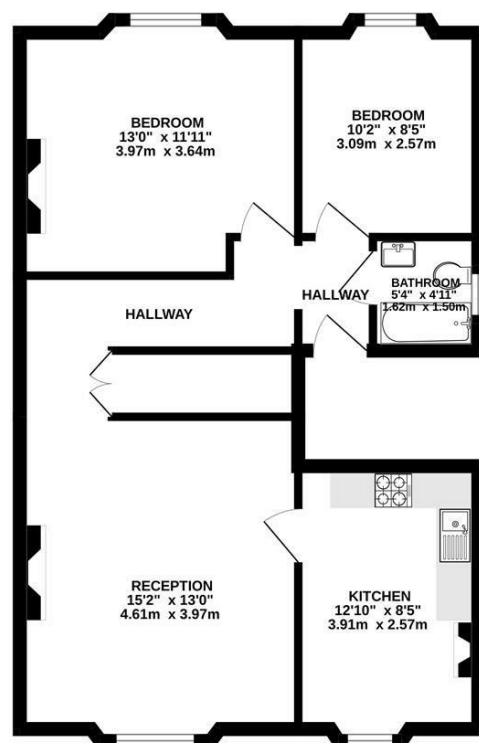 BEDROOM
13'0" x 11'11"
3.97m x 3.64m
BEDROOM
10'2" x 8'5"
3.09m x 2.57m
BATHROOM
5'4" x 4'11"
1.62m x 1.50m
HALLWAY
HALLWAY
RECEPTION
15'2" x 13'0"
4.61m x 3.97m
KITCHEN
12'10" x 8'5"
3.91m x 2.57m